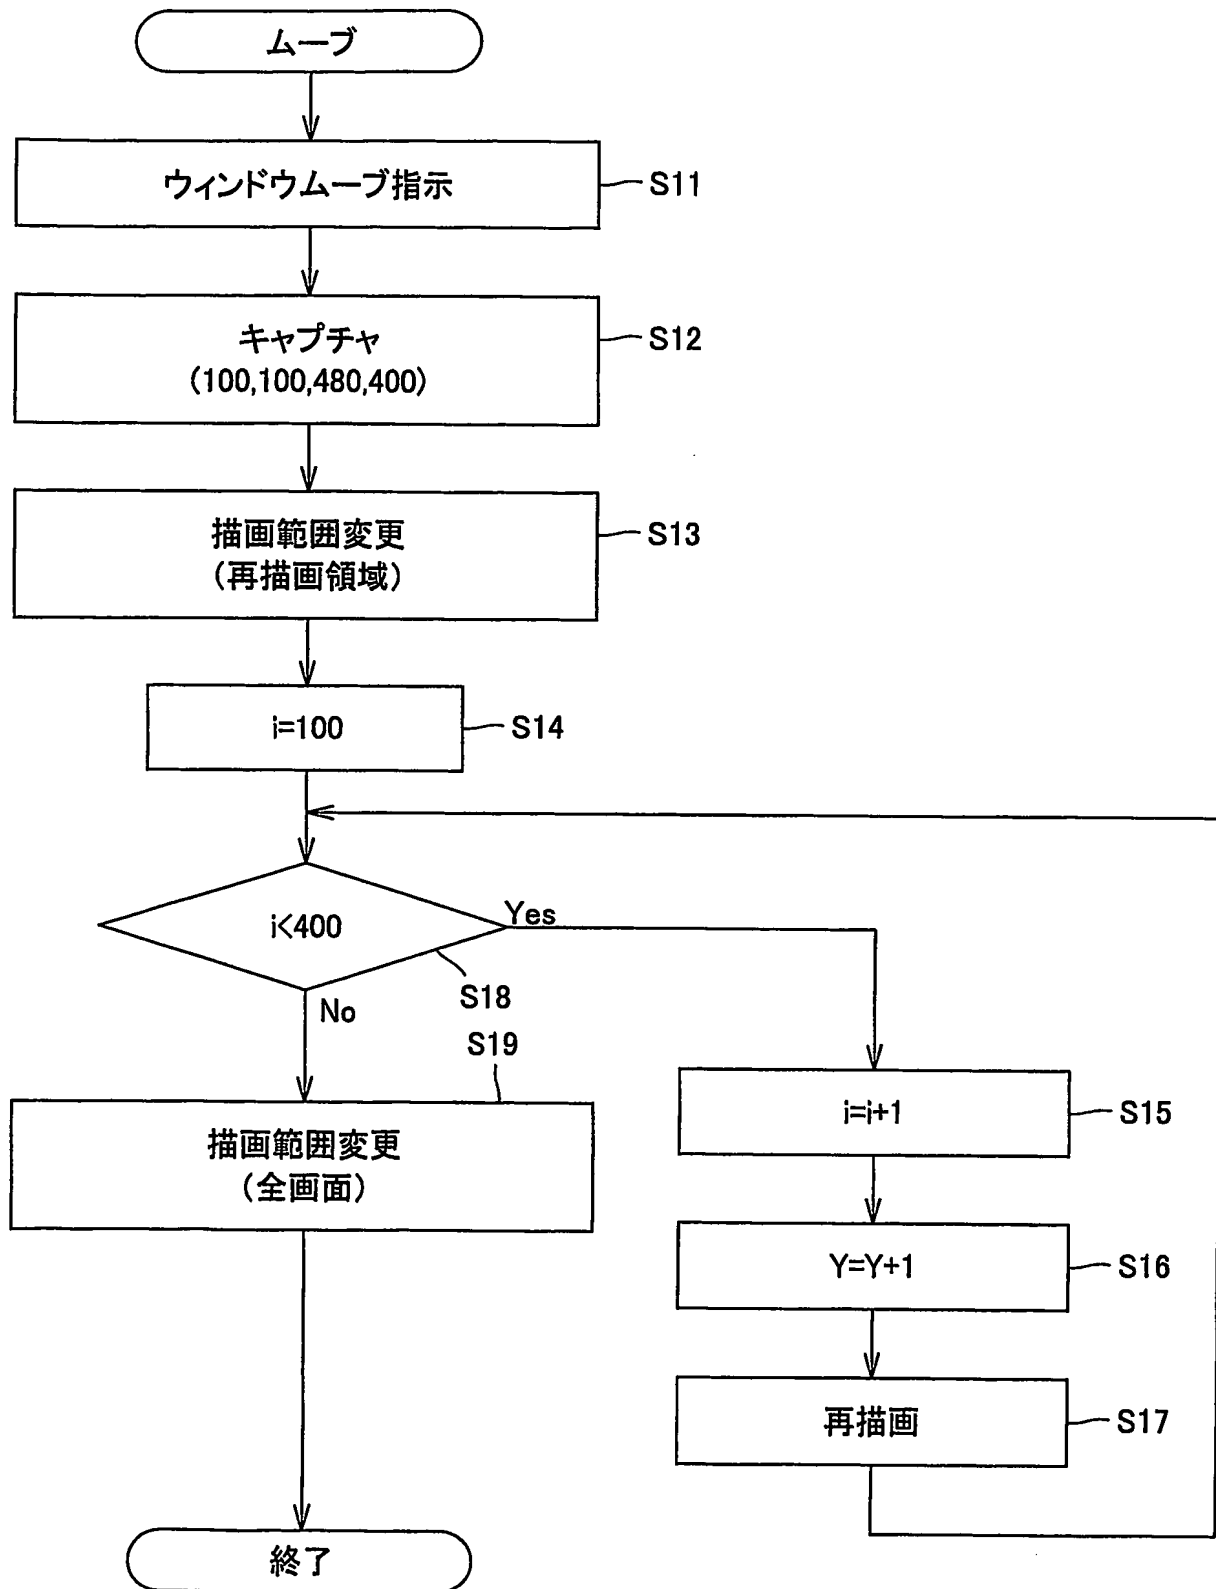 ムーブ
ウィンドウムーブ指示
S11
キャプチャ
(100,100,480,400)
S12
描画範囲変更
(再描画領域)
S13
i=100
S14
i<400
Yes
S18
No
S19
描画範囲変更
(全画面)
i=i+1
S15
Y=Y+1
S16
再描画
S17
終了